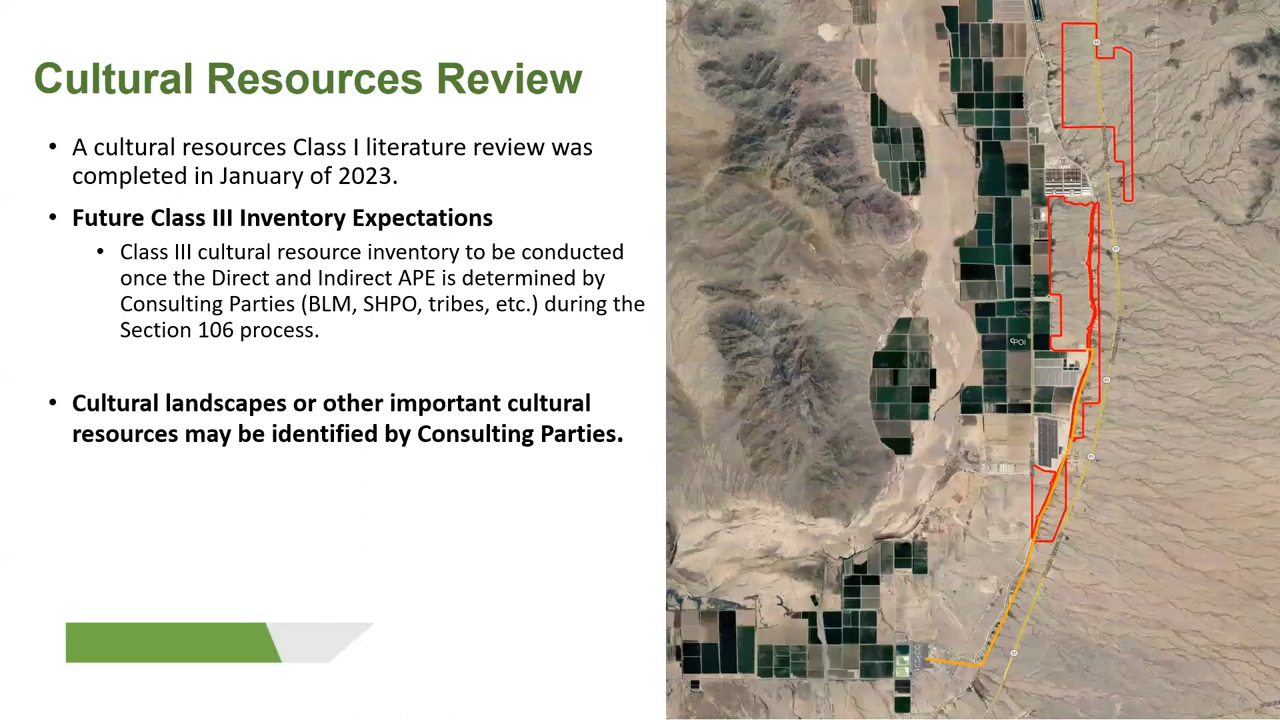 Cultural Resources Review
• A cultural resources Class I literature review was
completed in January of 2023.
• Future Class III Inventory Expectations
• Class III cultural resource inventory to be conducted
once the Direct and Indirect APE is determined by
Consulting Parties (BLM, SHPO, tribes, etc.) during the
Section 106 process.
• Cultural landscapes or other important cultural
resources may be identified by Consulting Parties.